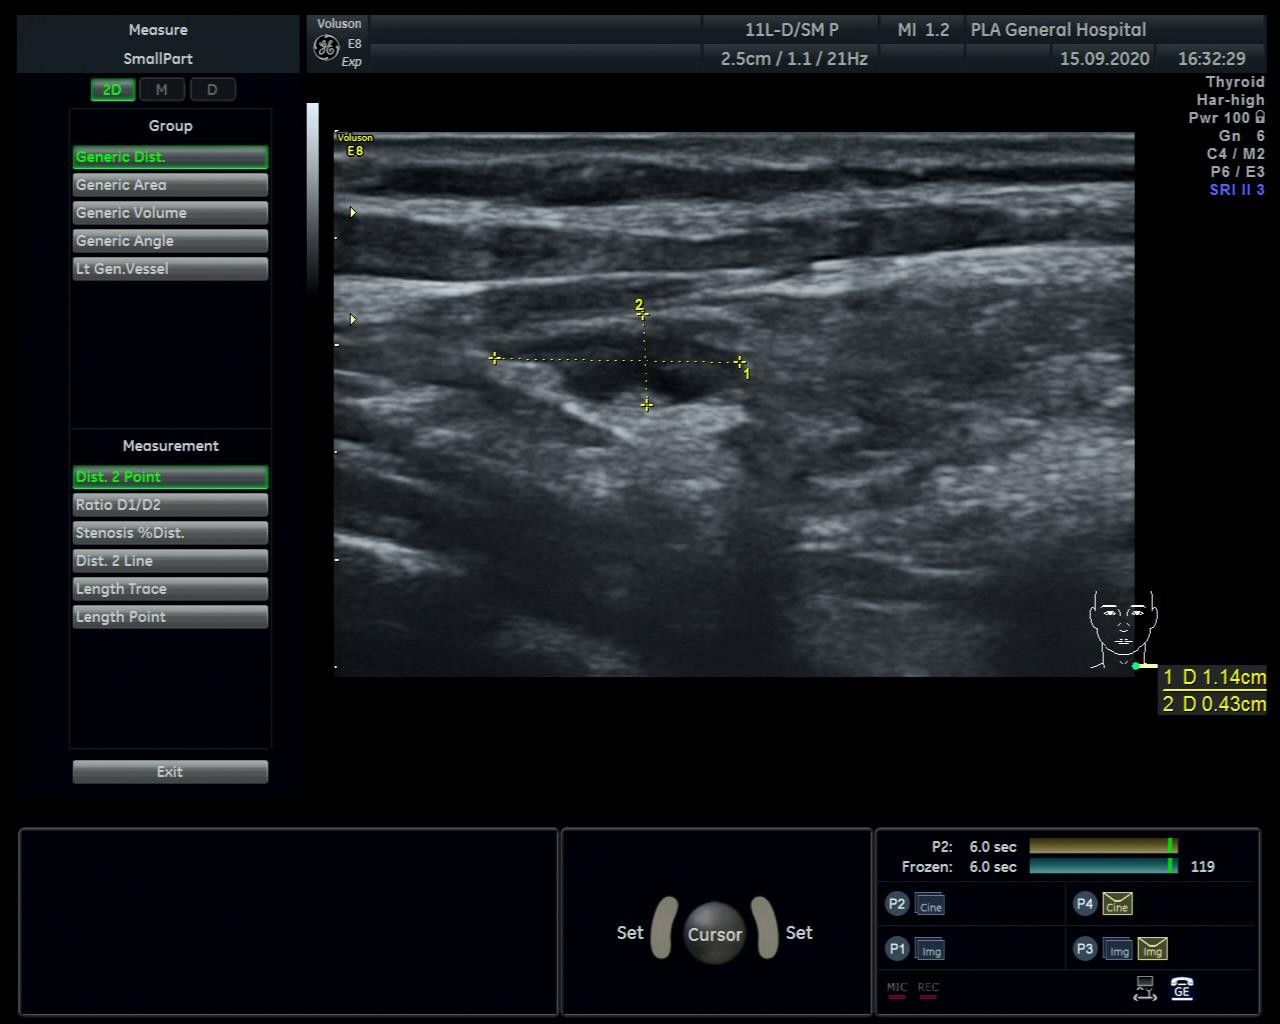 Measure
SmallPart
2D M D
Group
Generic Dist.
Generic Area
Generic Volume
Generic Angle
Lt Gen.Vessel
Measurement
Dist. 2 Point
Ratio D1/D2
Stenosis %Dist.
Dist. 2 Line
Length Trace
Length Point
Exit
Voluson
E8
Exp
11L-D/SM P MI 1.2 PLA General Hospital
2.5cm / 1.1 / 21Hz 15.09.2020 16:32:29
Thyroid
Har-high
Pwr 100
Gn 6
C4 / M2
P6 / E3
SRI II 3
Voluson
E8
2
1
1 D 1.14cm
2 D 0.43cm
Set Cursor Set
P2: 6.0 sec
Frozen: 6.0 sec 119
P2 Cine P4 Cine
P1 Img P3 Img Img
MIC REC GE